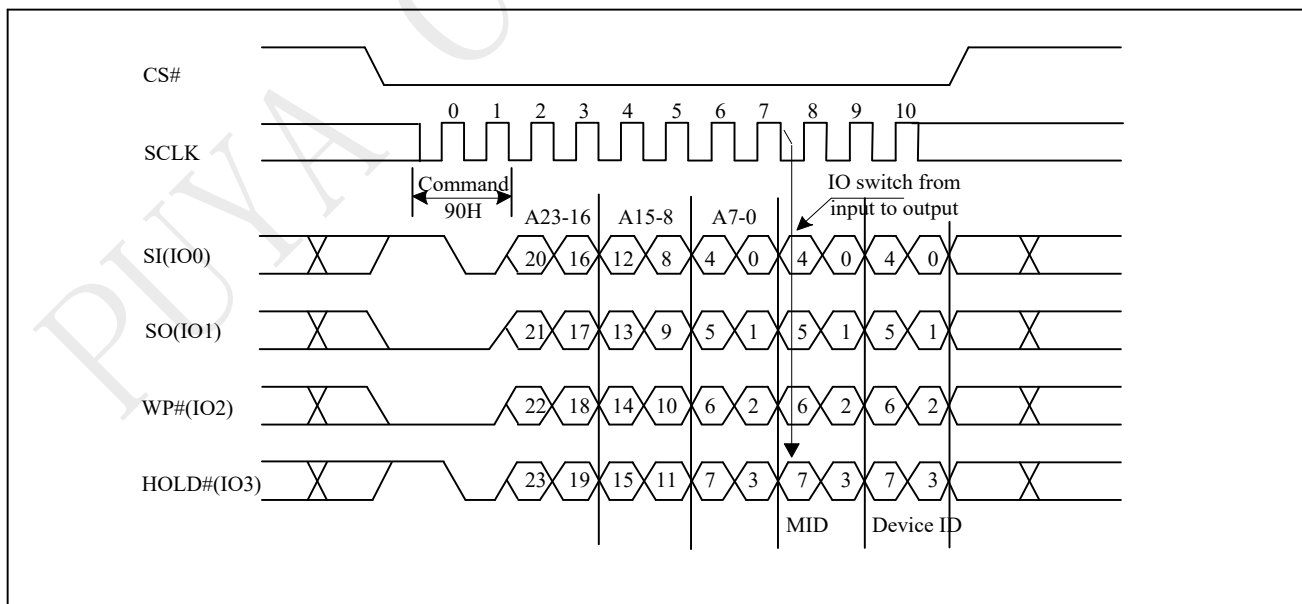 PUYA
CS#
0 1 2 3 4 5 6 7 8 9 10
SCLK
Command
90H
IO switch from
input to output
A23-16 A15-8 A7-0
SI(IO0) 20 16 12 8 4 0 4 0 4 0
SO(IO1) 21 17 13 9 5 1 5 1 5 1
WP#(IO2) 22 18 14 10 6 2 6 2 6 2
HOLD#(IO3) 23 19 15 11 7 3 7 3 7 3
MID Device ID